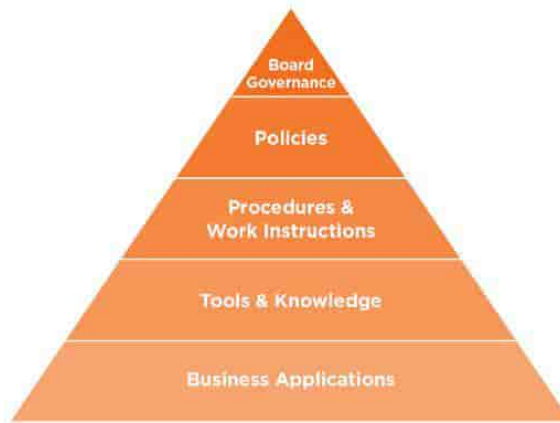 Board
Governance
Policies
Procedures &
Work Instructions
Tools & Knowledge
Business Applications